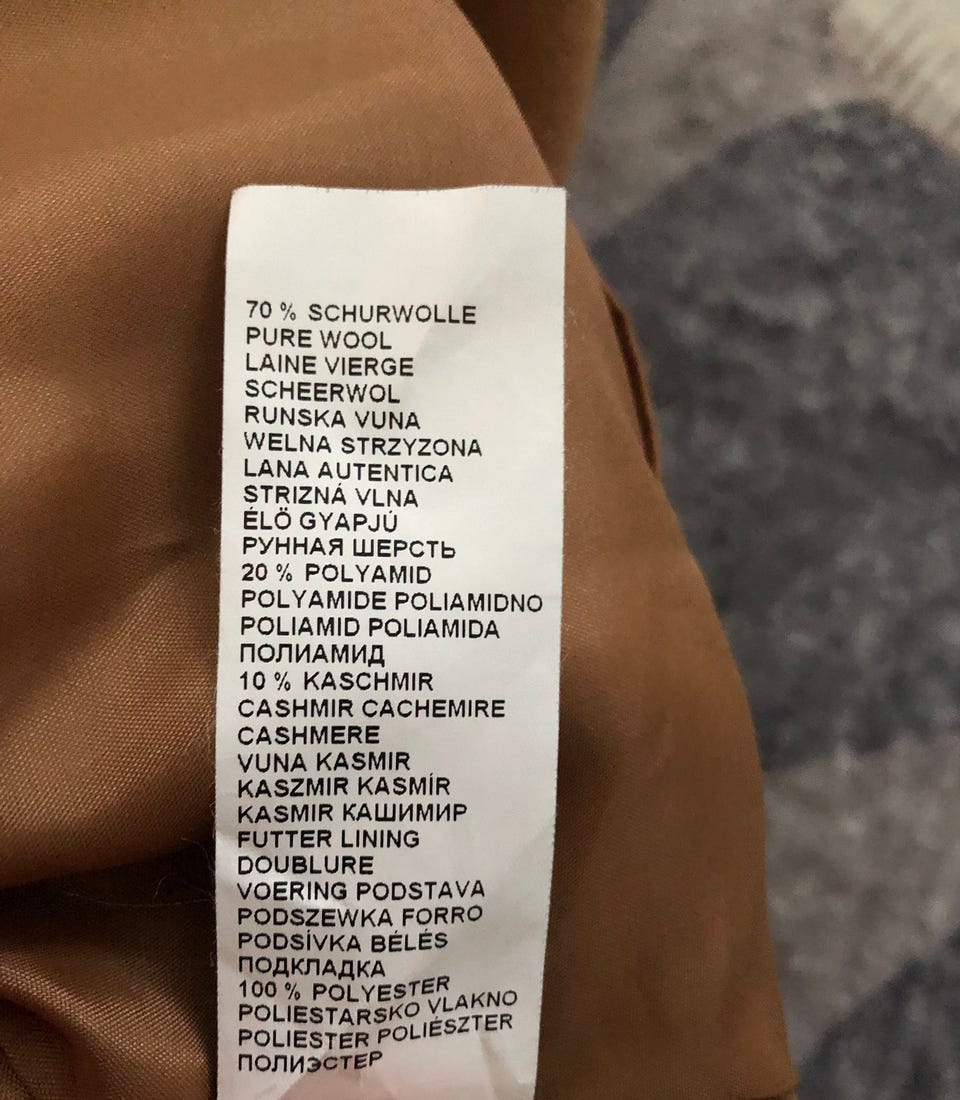 70 % SCHURWOLLE
PURE WOOL
LAINE VIERGE
SCHEERWOL
RUNSKA VUNA
WELNA STRZYZONA
LANA AUTENTICA
STRIZNÁ VLNA
ÉLÖ GYAPJÚ
РУННАЯ ШЕРСТЬ
20 % POLYAMID
POLYAMIDE POLIAMIDNO
POLIAMID POLIAMIDA
ПОЛИАМИД
10 % KASCHMIR
CASHMIR CACHEMIRE
CASHMERE
VUNA KASMIR
KASZMIR KASMÍR
KASMIR КАШИМИР
FUTTER LINING
DOUBLURE
VOERING PODSTAVA
PODSZEWKA FORRO
PODSÍVKA BÉLÉS
ПОДКЛАДКА
100 % POLYESTER
POLIESTARSKO VLAKNO
POLIESTER POLIÉSZTER
ПОЛИЭСТЕР